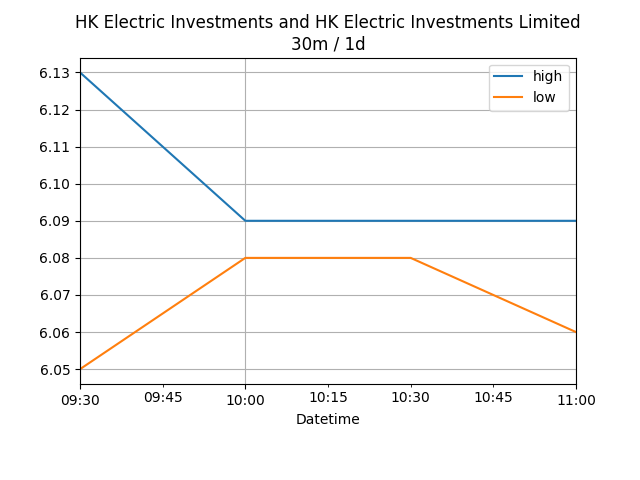 HK Electric Investments and HK Electric Investments Limited
30m / 1d
high
low
6.13
6.12
6.11
6.10
6.09
6.08
6.07
6.06
6.05
09:30 09:45 10:00 10:15 10:30 10:45 11:00
Datetime